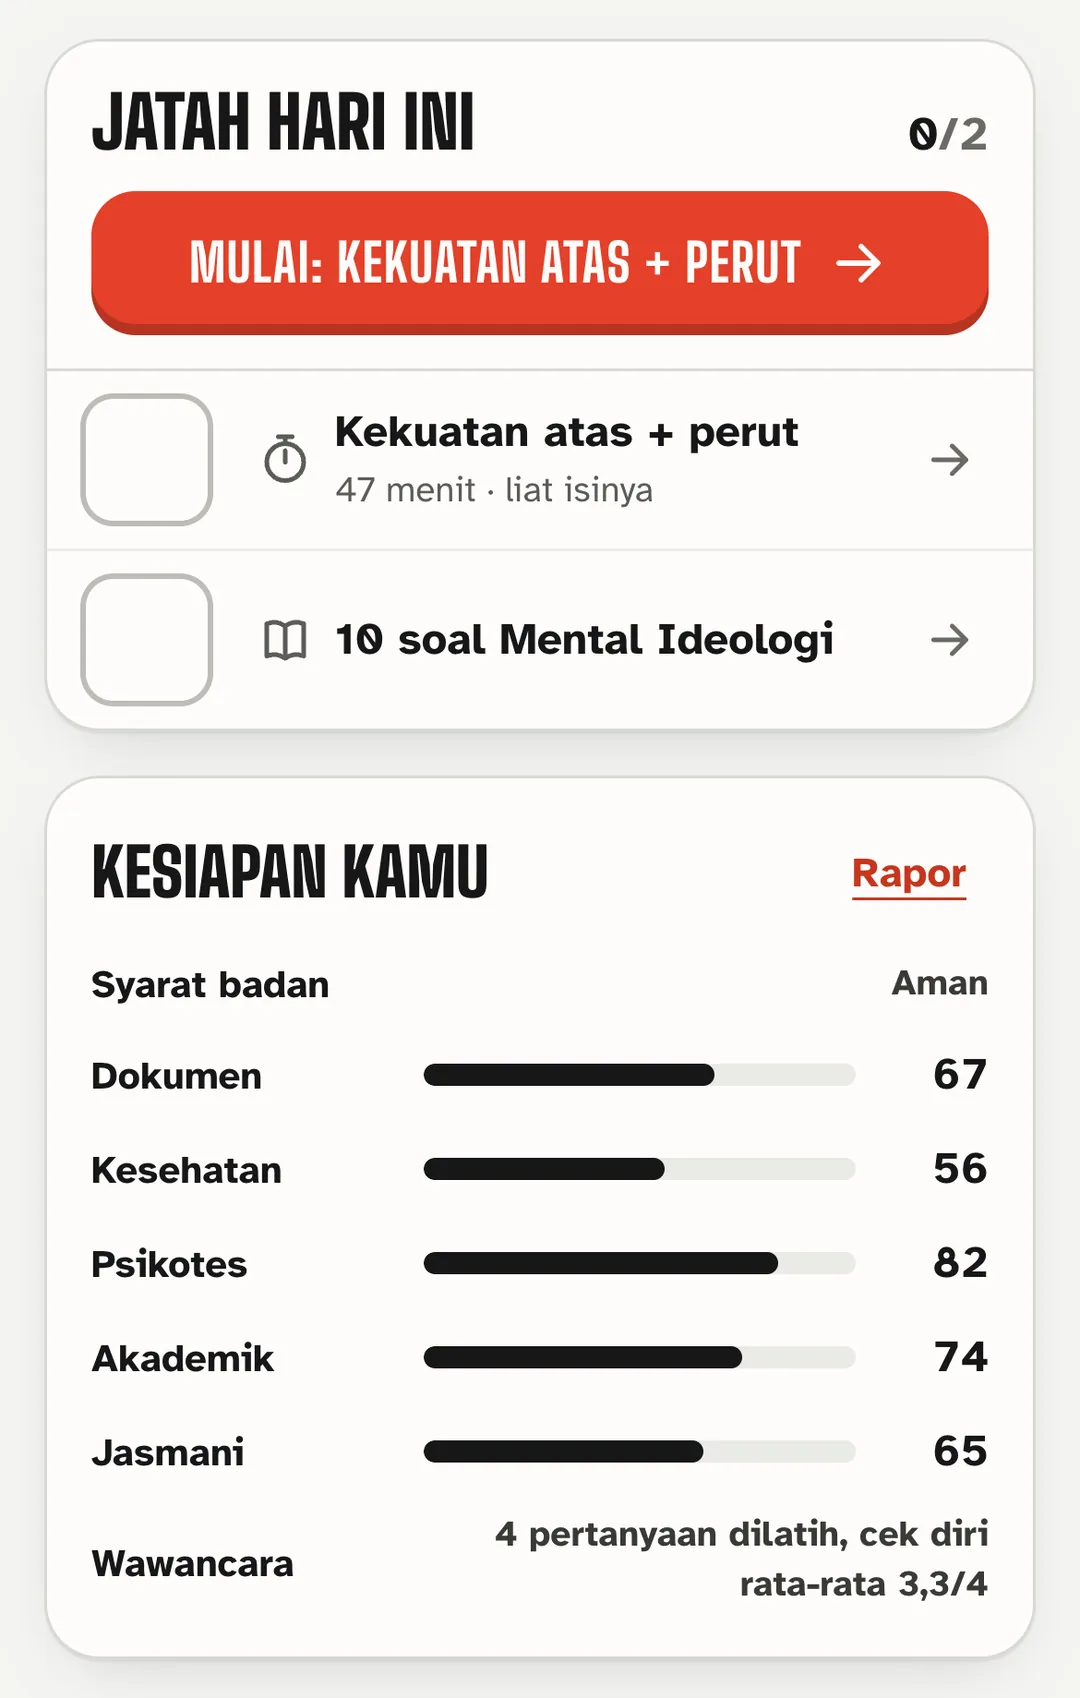 JATAH HARI INI
0/2
MULAI: KEKUATAN ATAS + PERUT →
Kekuatan atas + perut
47 menit · liat isinya
10 soal Mental Ideologi
KESIAPAN KAMU
Rapor
Syarat badan
Aman
Dokumen
67
Kesehatan
56
Psikotes
82
Akademik
74
Jasmani
65
Wawancara
4 pertanyaan dilatih, cek diri
rata-rata 3,3/4